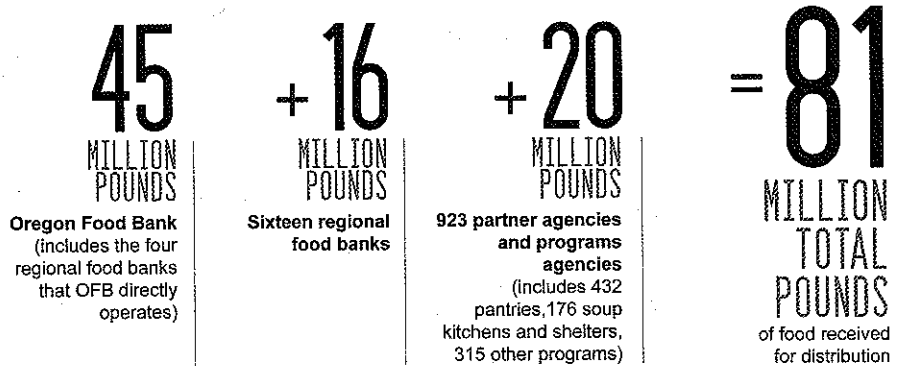 45
MILLION
POUNDS
Oregon Food Bank
(includes the four
regional food banks
that OFB directly
operates)
+ 16
MILLION
POUNDS
Sixteen regional
food banks
+ 20
MILLION
POUNDS
923 partner agencies
and programs
agencies
(includes 432
pantries,176 soup
kitchens and shelters,
315 other programs)
= 81
MILLION
TOTAL
POUNDS
of food received
for distribution